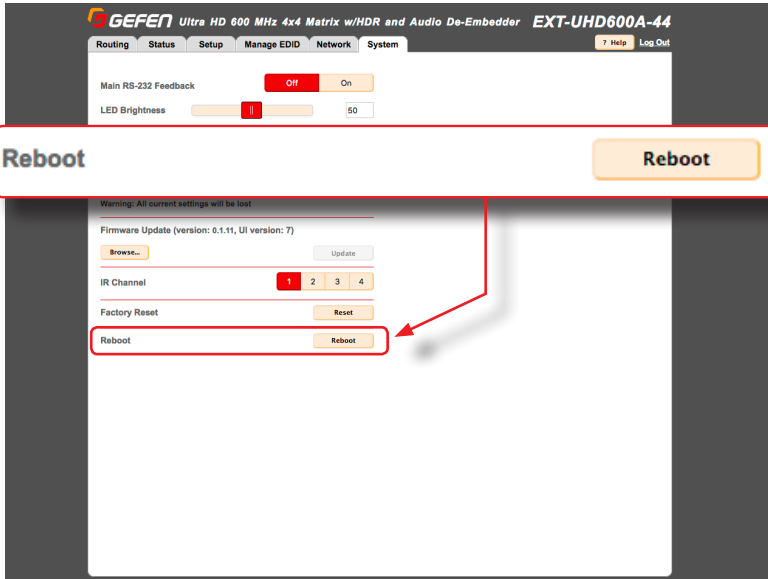 GEFEN Ultra HD 600 MHz 4x4 Matrix w/HDR and Audio De-Embedder EXT-UHD600A-44
Routing Status Setup Manage EDID Network System ? Help Log Out
Main RS-232 Feedback Off On
LED Brightness 50
Reboot Reboot
Warning: All current settings will be lost
Firmware Update (version: 0.1.11, UI version: 7)
Browse... Update
IR Channel 1 2 3 4
Factory Reset Reset
Reboot Reboot